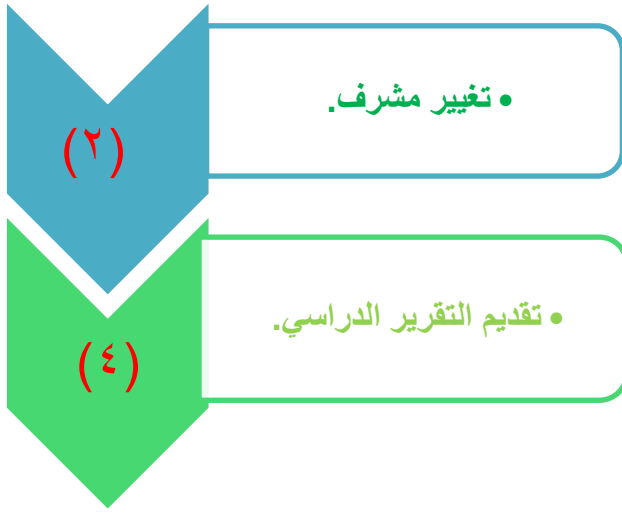 (٢)
• تغيير مشرف.
(٤)
• تقديم التقرير الدراسي.